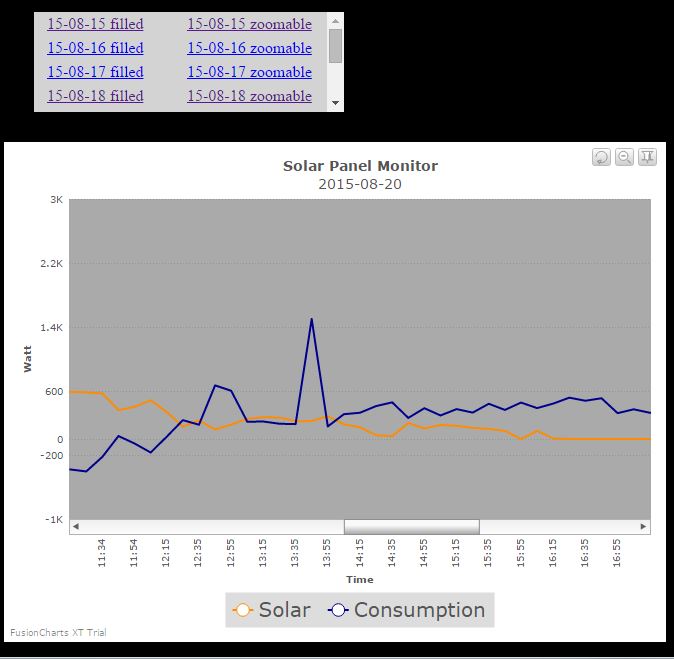 15-08-15 filled 15-08-15 zoomable
15-08-16 filled 15-08-16 zoomable
15-08-17 filled 15-08-17 zoomable
15-08-18 filled 15-08-18 zoomable
Solar Panel Monitor
2015-08-20
3K
2.2K
1.4K
600
0
-200
-1K
Watt
11:34 11:54 12:15 12:35 12:55 13:15 13:35 13:55 14:15 14:35 14:55 15:15 15:35 15:55 16:15 16:35 16:55
Time
Solar Consumption
FusionCharts XT Trial